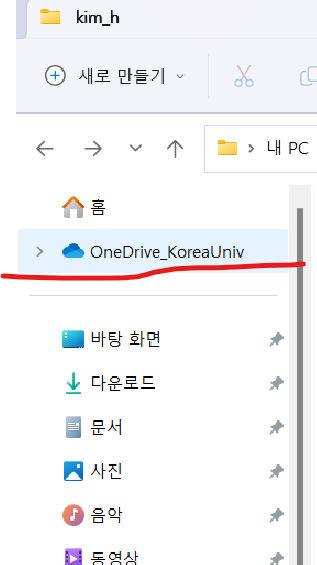 kim_h
새로 만들기
내 PC
홈
OneDrive_KoreaUniv
바탕 화면
다운로드
문서
사진
음악
동영상